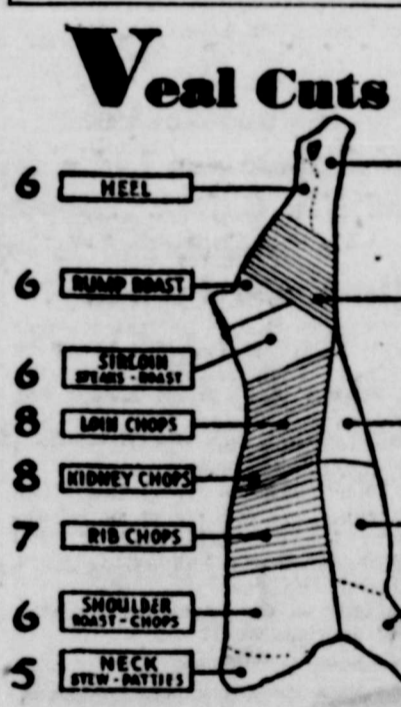 Veal Cuts
6 HEEL
6 RUMP ROAST
6 SIRLOIN
STEAKS - ROAST
8 LOIN CHOPS
8 KIDNEY CHOPS
7 RIB CHOPS
6 SHOULDER
ROAST - CHOPS
5 NECK
STEW - PATTIES